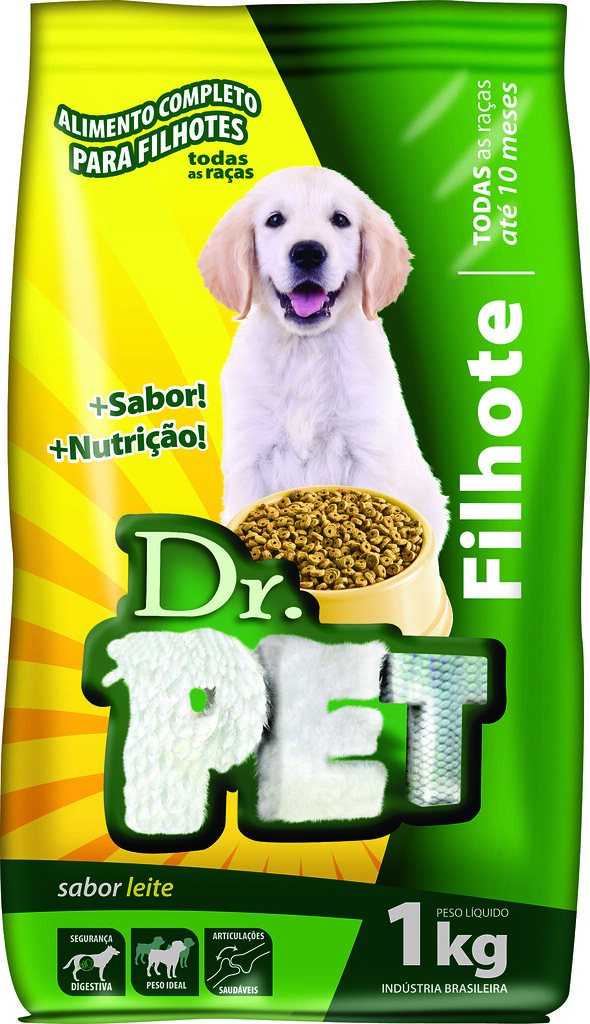 ALIMENTO COMPLETO
PARA FILHOTES
todas
as raças
TODAS as raças
até 10 meses
Filhote
+Sabor!
+Nutrição!
Dr.
PET
sabor leite
SEGURANÇA
DIGESTIVA
PESO IDEAL
ARTICULAÇÕES
SAUDÁVEIS
PESO LÍQUIDO
1kg
INDÚSTRIA BRASILEIRA